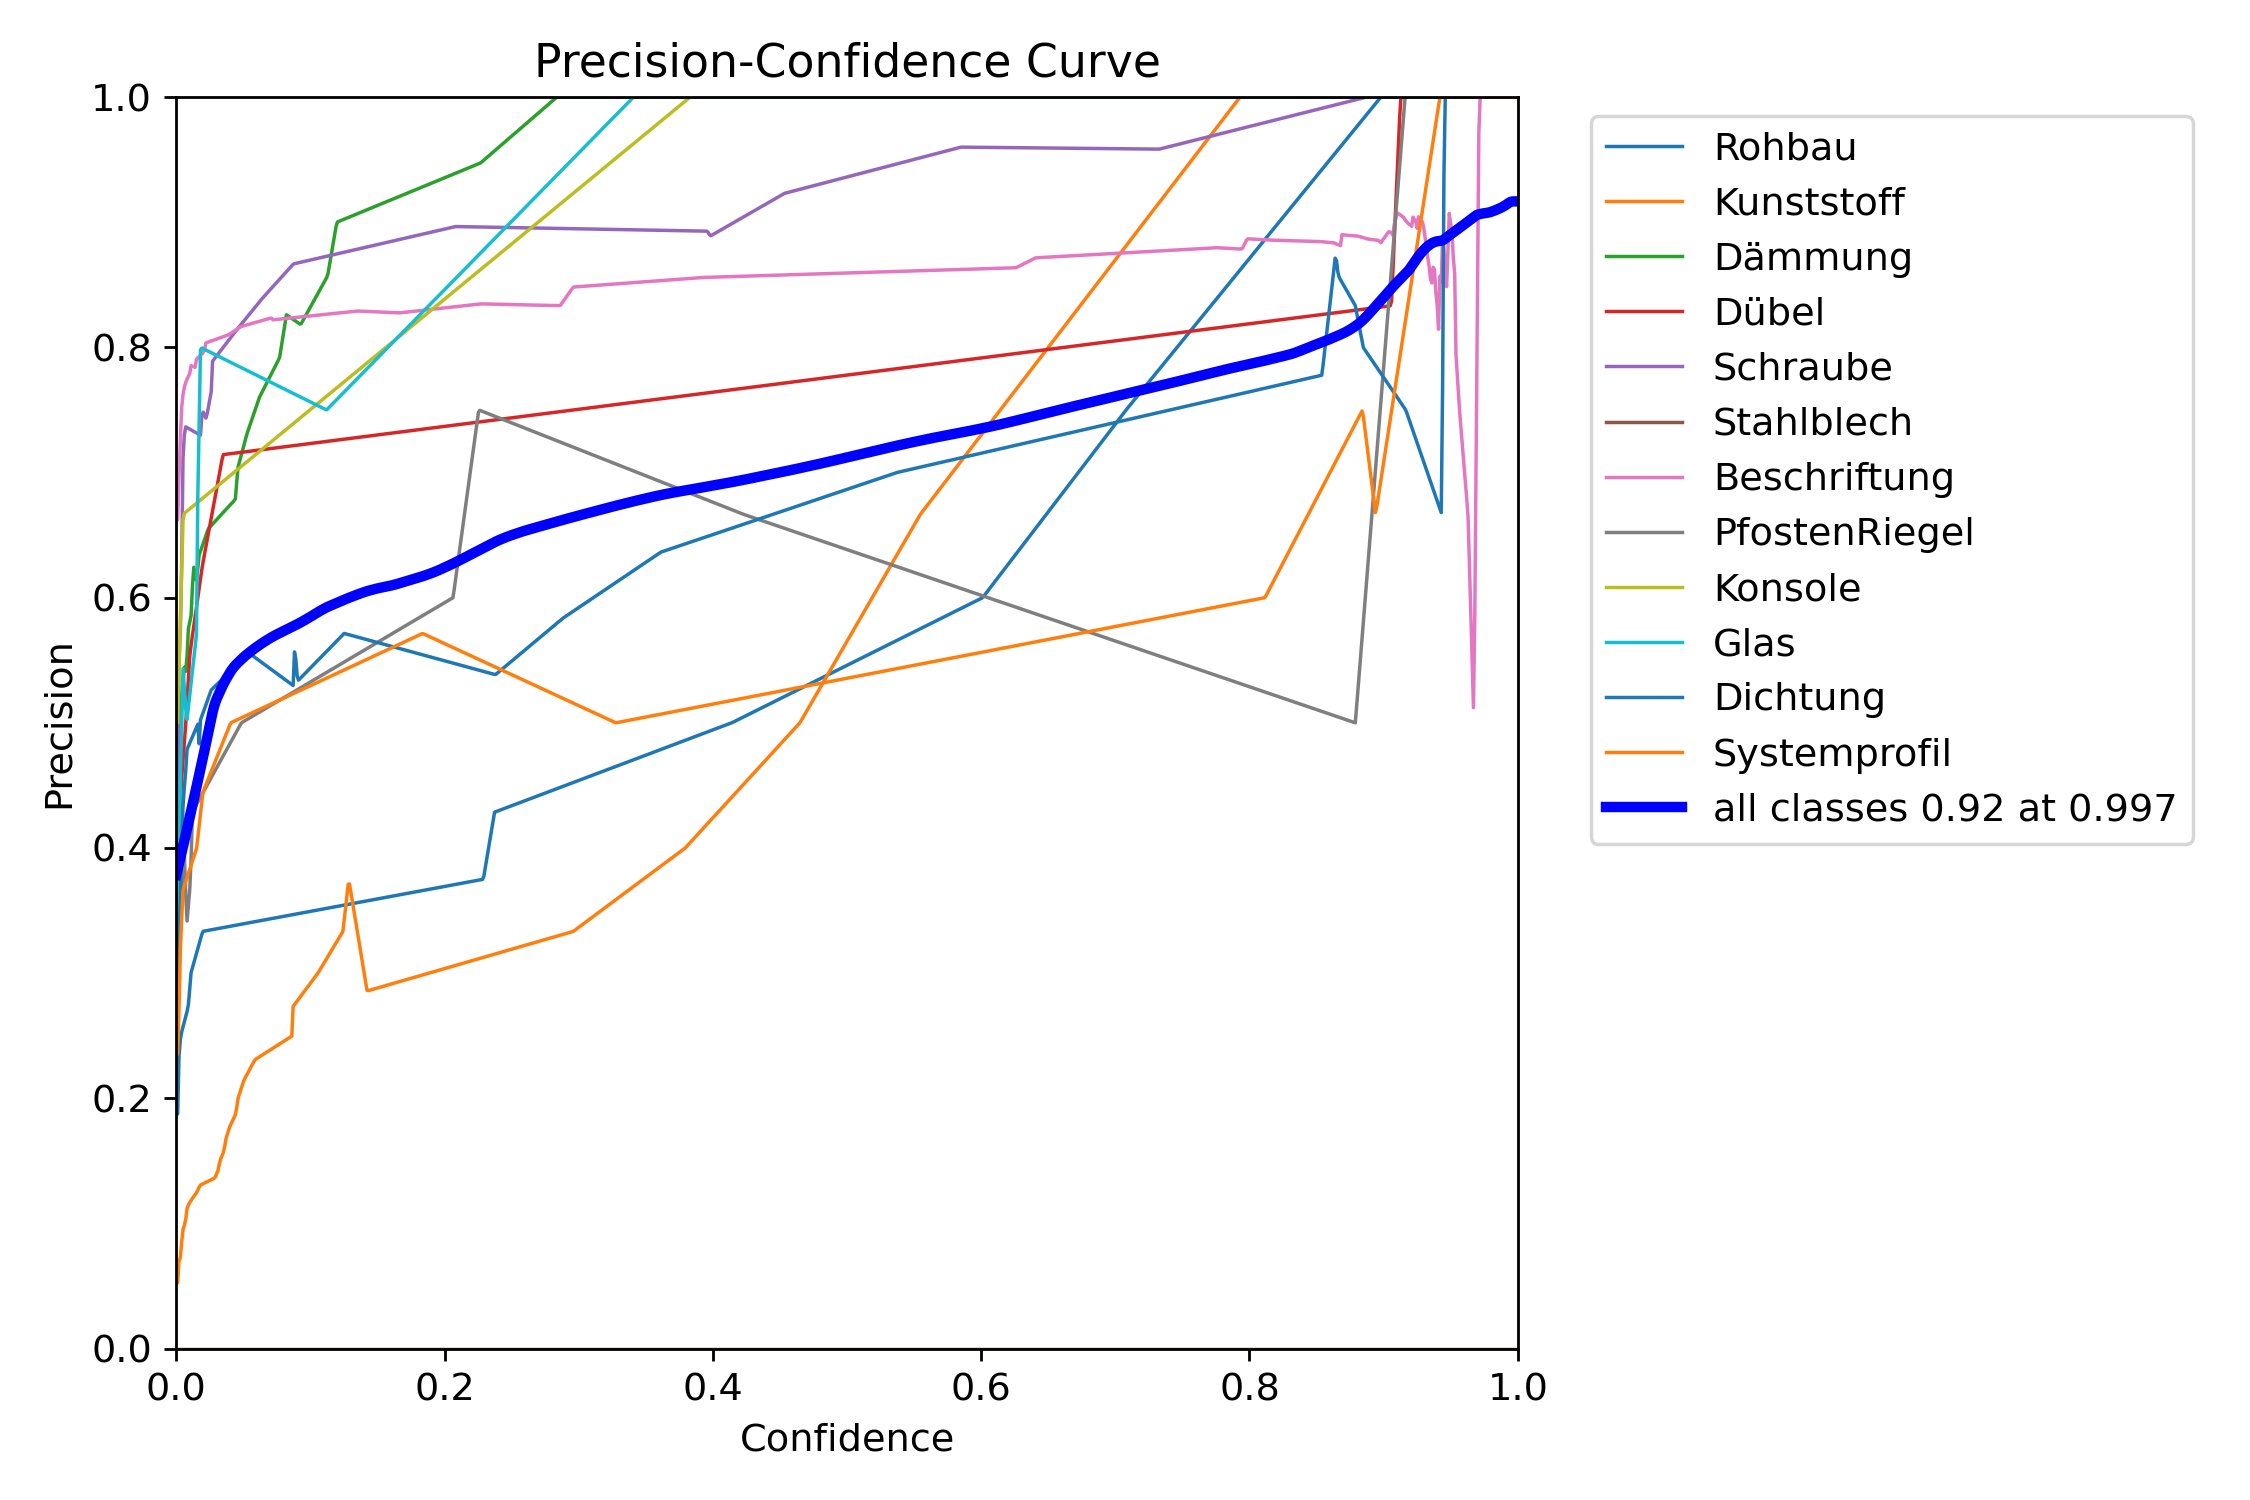 Precision-Confidence Curve
1.0
0.8
0.6
0.4
0.2
0.0
Precision
0.0 0.2 0.4 0.6 0.8 1.0
Confidence
Rohbau
Kunststoff
Dämmung
Dübel
Schraube
Stahlblech
Beschriftung
PfostenRiegel
Konsole
Glas
Dichtung
Systemprofil
all classes 0.92 at 0.997